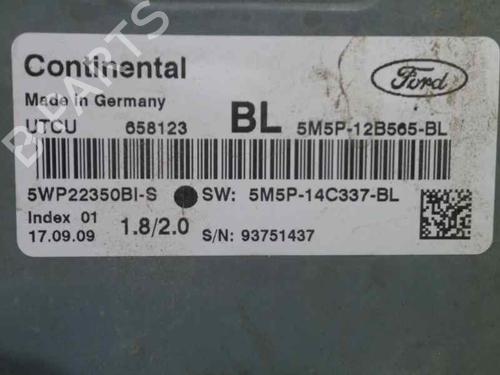 Continental
Ford
Made in Germany
UTCU 658123 BL 5M5P-12B565-BL
5WP22350BI-S SW: 5M5P-14C337-BL
Index 01
17.09.09 1.8/2.0 S/N: 93751437
B-PARTS